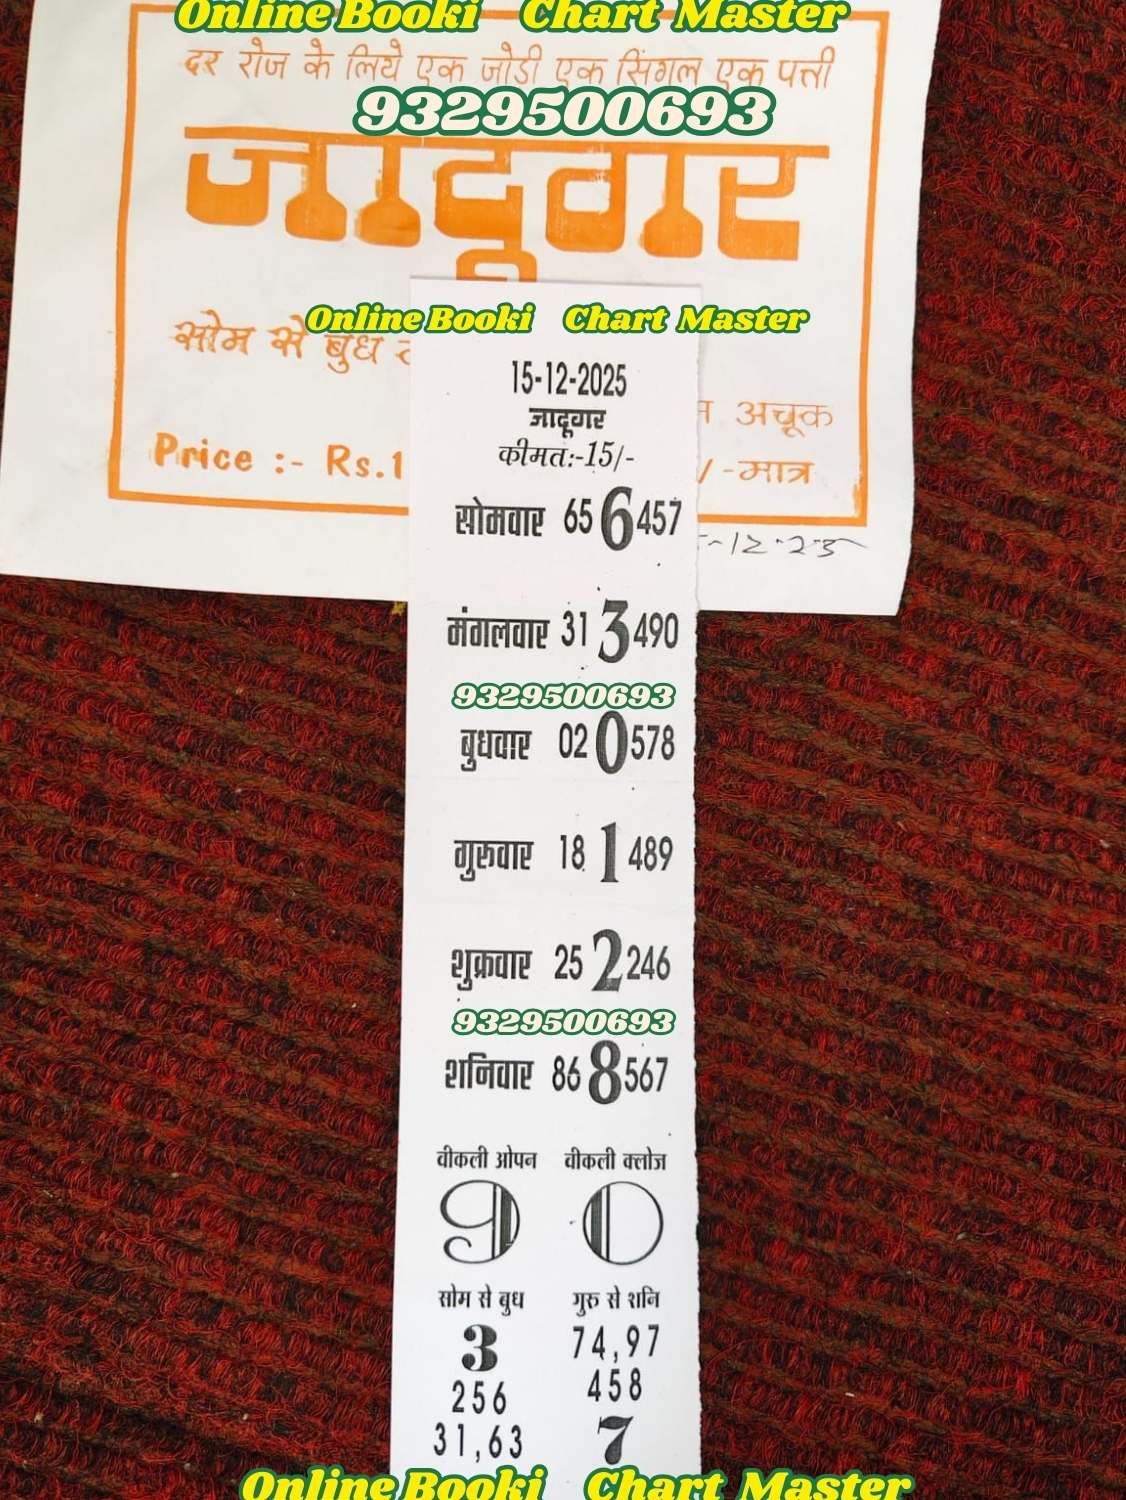 Online Booki Chart Master
दर रोज के लिये एक जोडी एक सिंगल एक पत्ती
9329500693
जादूगार
Online Booki Chart Master
सोम से बुध
15-12-2025
जादूगार
अचूक
कीमतः-15/-
Price :- Rs.1
/-मात्र
सोमवार 65 6 457
-12-25
मंगलवार 31 3 490
9329500693
बुधवार 02 0 578
गुरुवार 18 1 489
शुक्रवार 25 2 246
9329500693
शनिवार 86 8 567
वीकली ओपन वीकली क्लोज
9 0
सोम से बुध गुरु से शनि
3 74,97
256 458
31,63 7
Online Booki Chart Master